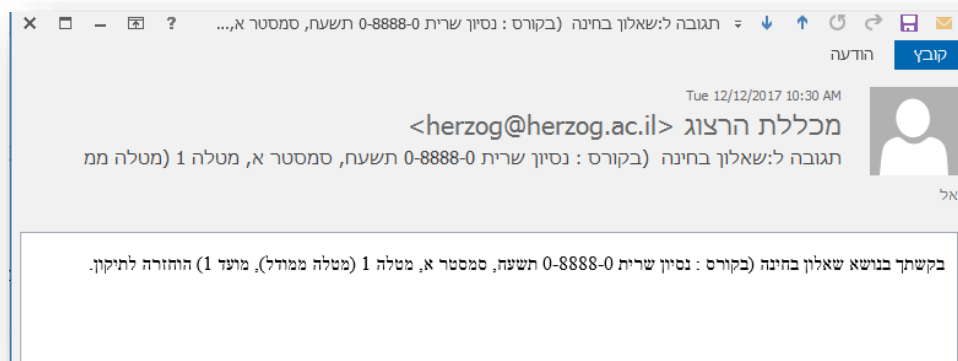 תגובה ל:שאלון בחינה (בקורס : נסיון שרית 0-8888-0 תשעח, סמסטר א,...
קובץ הודעה
Tue 12/12/2017 10:30 AM
מכללת הרצוג <herzog@herzog.ac.il>
תגובה ל:שאלון בחינה (בקורס : נסיון שרית 0-8888-0 תשעח, סמסטר א, מטלה 1 (מטלה ממ
אל
בקשתך בנושא שאלון בחינה (בקורס : נסיון שרית 0-8888-0 תשעח, סמסטר א, מטלה 1 (מטלה ממודל), מועד 1) הוחזרה לתיקון.